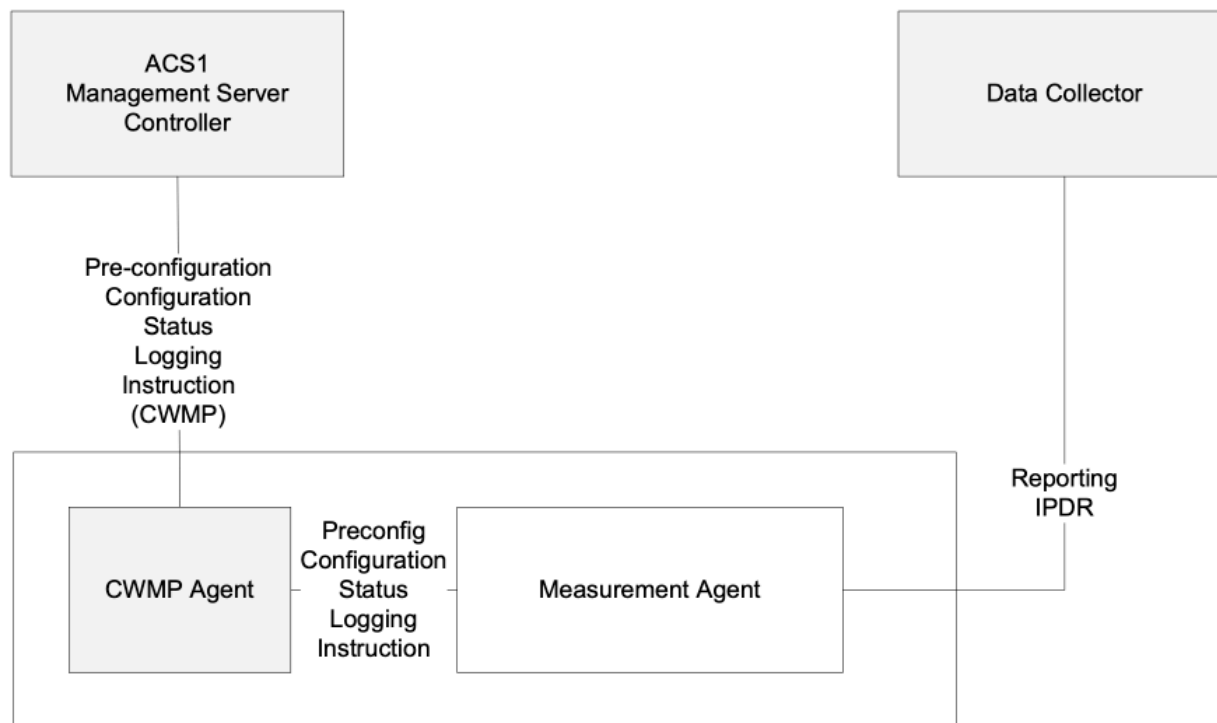 ACS1
Management Server
Controller
Data Collector
Pre-configuration
Configuration
Status
Logging
Instruction
(CWMP)
Reporting
IPDR
CWMP Agent
Preconfig
Configuration
Status
Logging
Instruction
Measurement Agent